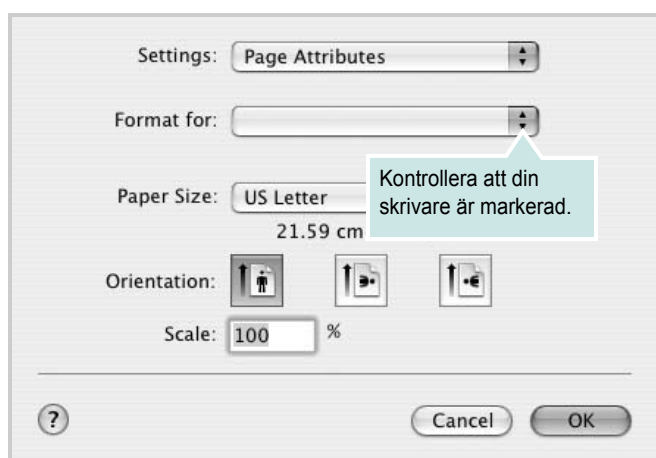 Settings: Page Attributes
Format for:
Kontrollera att din
skrivare är markerad.
Paper Size: US Letter
21.59 cm
Orientation:
Scale: 100 %
? Cancel OK